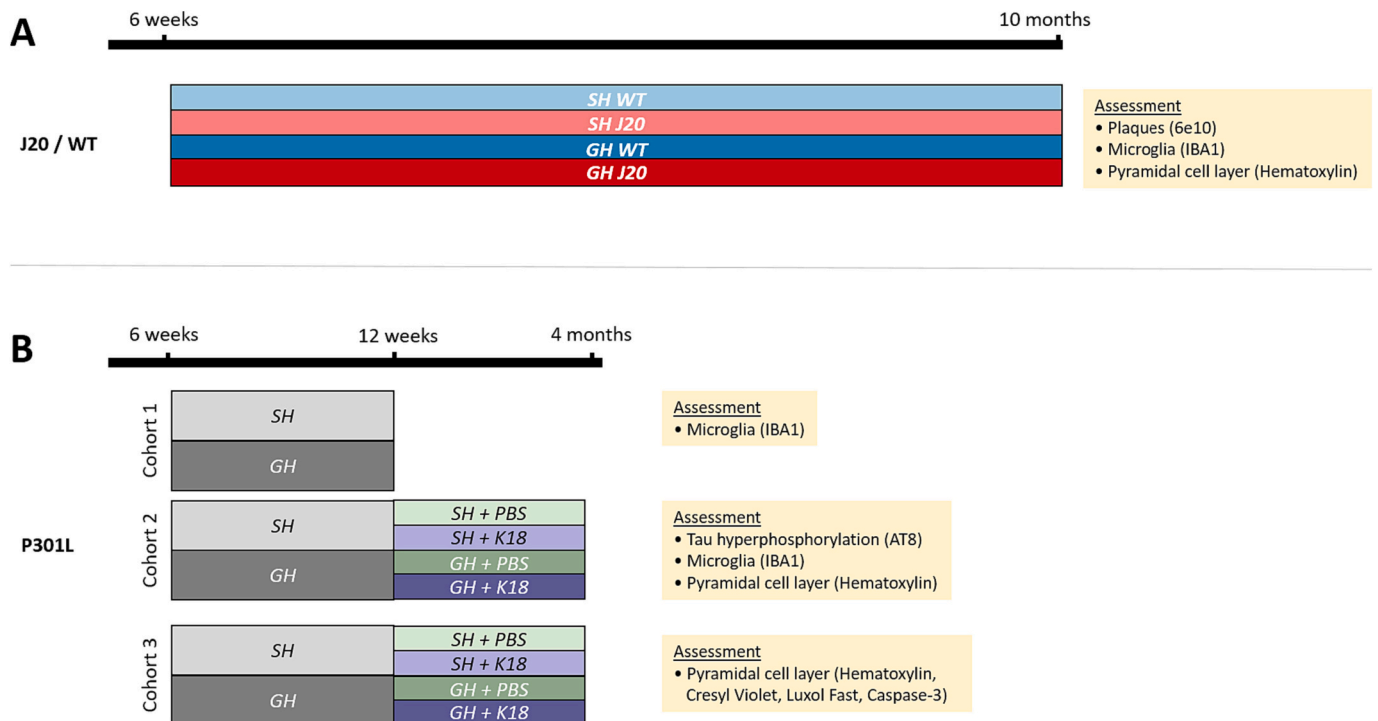 A
6 weeks
10 months
J20 / WT
SH WT
SH J20
GH WT
GH J20
Assessment
• Plaques (6e10)
• Microglia (IBA1)
• Pyramidal cell layer (Hematoxylin)
B
6 weeks
12 weeks
4 months
P301L
Cohort 1
SH
GH
Assessment
• Microglia (IBA1)
Cohort 2
SH
GH
SH + PBS
SH + K18
GH + PBS
GH + K18
Assessment
• Tau hyperphosphorylation (AT8)
• Microglia (IBA1)
• Pyramidal cell layer (Hematoxylin)
Cohort 3
SH
GH
SH + PBS
SH + K18
GH + PBS
GH + K18
Assessment
• Pyramidal cell layer (Hematoxylin,
Cresyl Violet, Luxol Fast, Caspase-3)